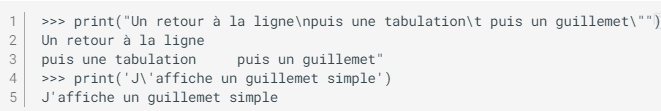 1 >>> print("Un retour à la ligne\npuis une tabulation\t puis un guillemet\"")
2 Un retour à la ligne
3 puis une tabulation     puis un guillemet"
4 >>> print('J\'affiche un guillemet simple')
5 J'affiche un guillemet simple